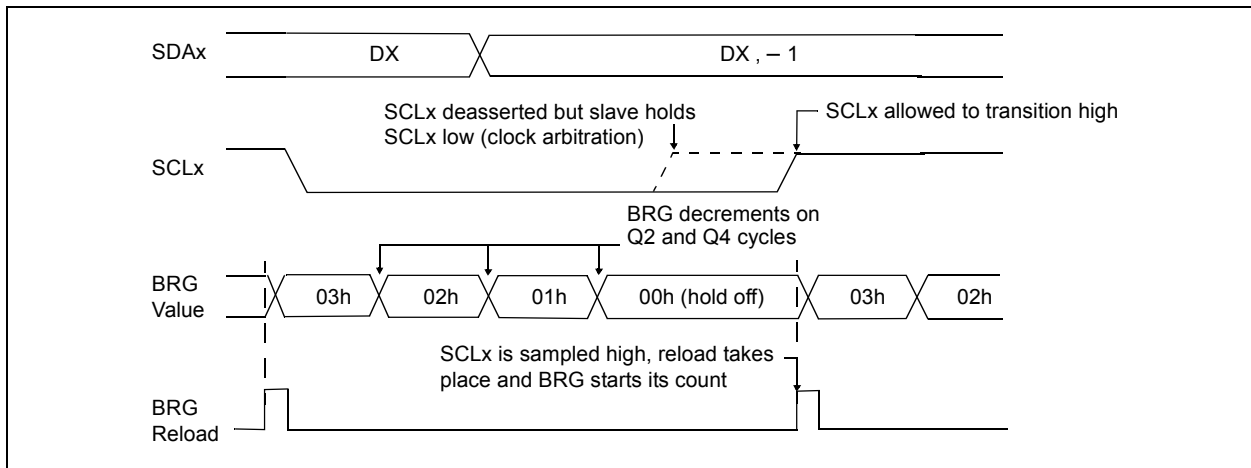 SDAx
DX
DX , – 1
SCLx deasserted but slave holds
SCLx low (clock arbitration)
SCLx allowed to transition high
SCLx
BRG decrements on
Q2 and Q4 cycles
BRG
Value
03h
02h
01h
00h (hold off)
03h
02h
SCLx is sampled high, reload takes
place and BRG starts its count
BRG
Reload